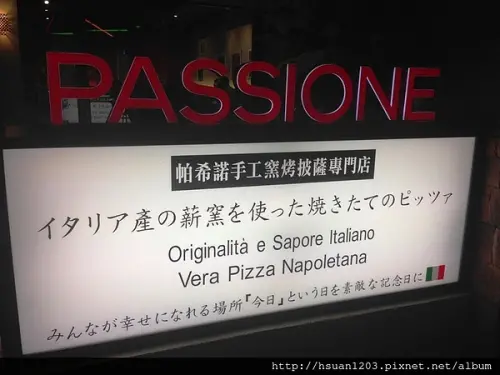 PASSIONE
帕希諾手工窯烤披薩專門店
イタリア產の薪窯を使った焼きたてのピッツァ
Originalità e Sapore Italiano
Vera Pizza Napoletana
みんなが幸せになれる場所『今日』という日を素敵な記念日に
http://hsuan1203.pixnet.net/album